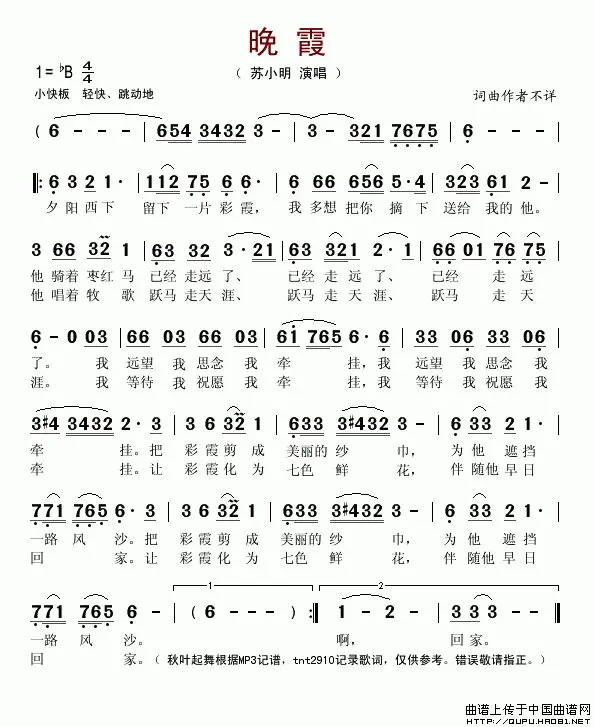 晚霞
1=♭B 4/4
（ 苏小明 演唱 ）
小快板 轻快、跳动地
词曲作者不详
( 6 - - - | 6654 3432 3 - | 3 - 321 7675 | 6 - - - |
‖: 6 3 2 1· | 112 75 6 6· | 6 66 656 5·4 | 323 61 2 - |
夕阳西下 留下 一片 彩霞， 我 多想 把你 摘 下 送给 我的 他。
3 66 32 1 | 63 32 3·21 | 63 321 2·1 | 66 01 76 75 |
他 骑着 枣红 马 已经 走远 了、 已经 走 远 了、 已经 走 远
他 唱着 牧 歌 跃马 走天 涯、 跃马 走天 涯、 跃马 走 天
6 - 0 03 | 66 03 66 03 | 61 765 6·6 | 33 06 33 06 |
了。 我 远望 我 思念 我 牵 挂，我 远望 我 思念 我
涯。 我 等待 我 祝愿 我 牵 挂，我 等待 我 祝愿 我
3#4 3432 2·3 | 63 32 1 | 633 3#432 3 - | 63 21 |
牵 挂。把 彩霞剪 成 美丽的 纱 巾， 为他 遮挡
牵 挂。让 彩霞化 为 七色 鲜 花， 伴随他 早日
771 765 6·3 | 63 32 1 | 633 3#432 3 - | 63 21 |
一路 风 沙。把 彩霞剪 成 美丽的 纱 巾， 为他 遮挡
回 家。让 彩霞化 为 七色 鲜 花， 伴随他 早日
1 2
771 765 6 - | ( 6 - - ) :‖ 1 - 2 - | 33 3 - ‖
一路 风 沙。 啊， 回 家。
回 家。（ 秋叶起舞根据MP3记谱，tnt2910记录歌词，仅供参考。错误敬请指正。）
曲谱上传于中国曲谱网
HTTP://WWW.QUPU.HAO81.NET